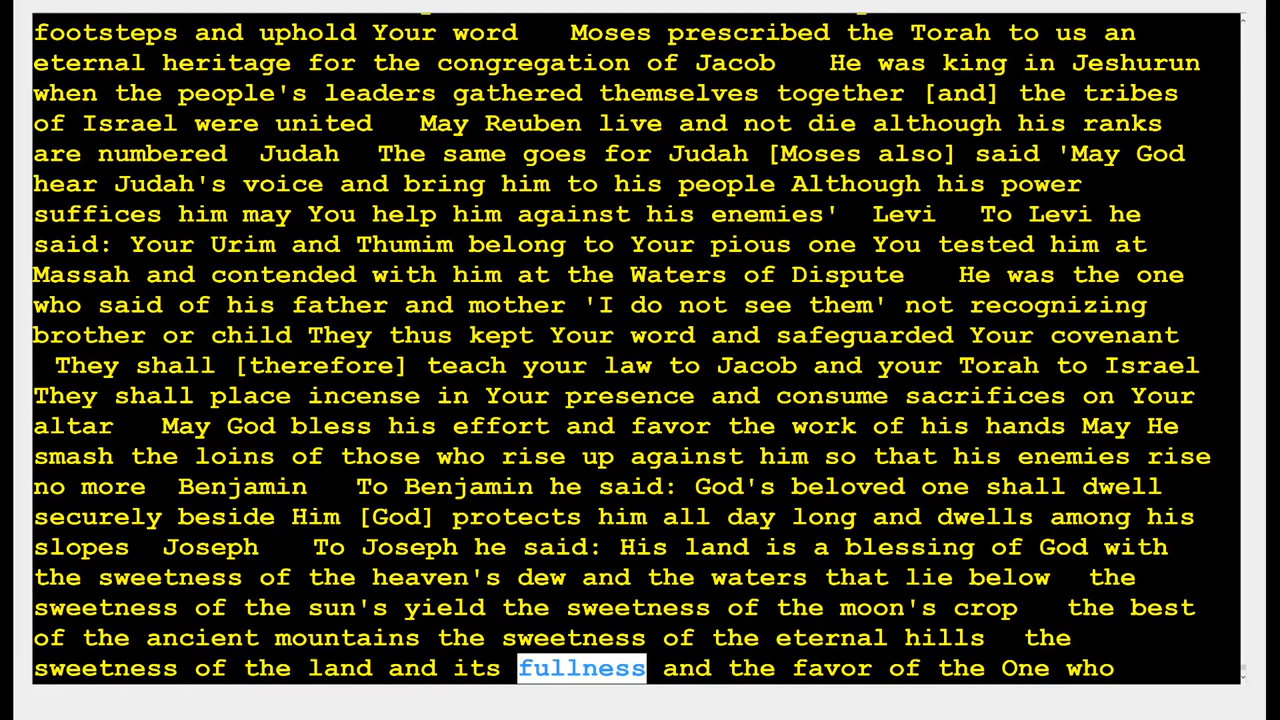 footsteps and uphold Your word   Moses prescribed the Torah to us an
eternal heritage for the congregation of Jacob   He was king in Jeshurun
when the people's leaders gathered themselves together [and] the tribes
of Israel were united   May Reuben live and not die although his ranks
are numbered  Judah   The same goes for Judah [Moses also] said 'May God
hear Judah's voice and bring him to his people Although his power
suffices him may You help him against his enemies'  Levi   To Levi he
said: Your Urim and Thumim belong to Your pious one You tested him at
Massah and contended with him at the Waters of Dispute   He was the one
who said of his father and mother 'I do not see them' not recognizing
brother or child They thus kept Your word and safeguarded Your covenant
They shall [therefore] teach your law to Jacob and your Torah to Israel
They shall place incense in Your presence and consume sacrifices on Your
altar   May God bless his effort and favor the work of his hands May He
smash the loins of those who rise up against him so that his enemies rise
no more  Benjamin   To Benjamin he said: God's beloved one shall dwell
securely beside Him [God] protects him all day long and dwells among his
slopes  Joseph   To Joseph he said: His land is a blessing of God with
the sweetness of the heaven's dew and the waters that lie below  the
sweetness of the sun's yield the sweetness of the moon's crop   the best
of the ancient mountains the sweetness of the eternal hills  the
sweetness of the land and its fullness and the favor of the One who